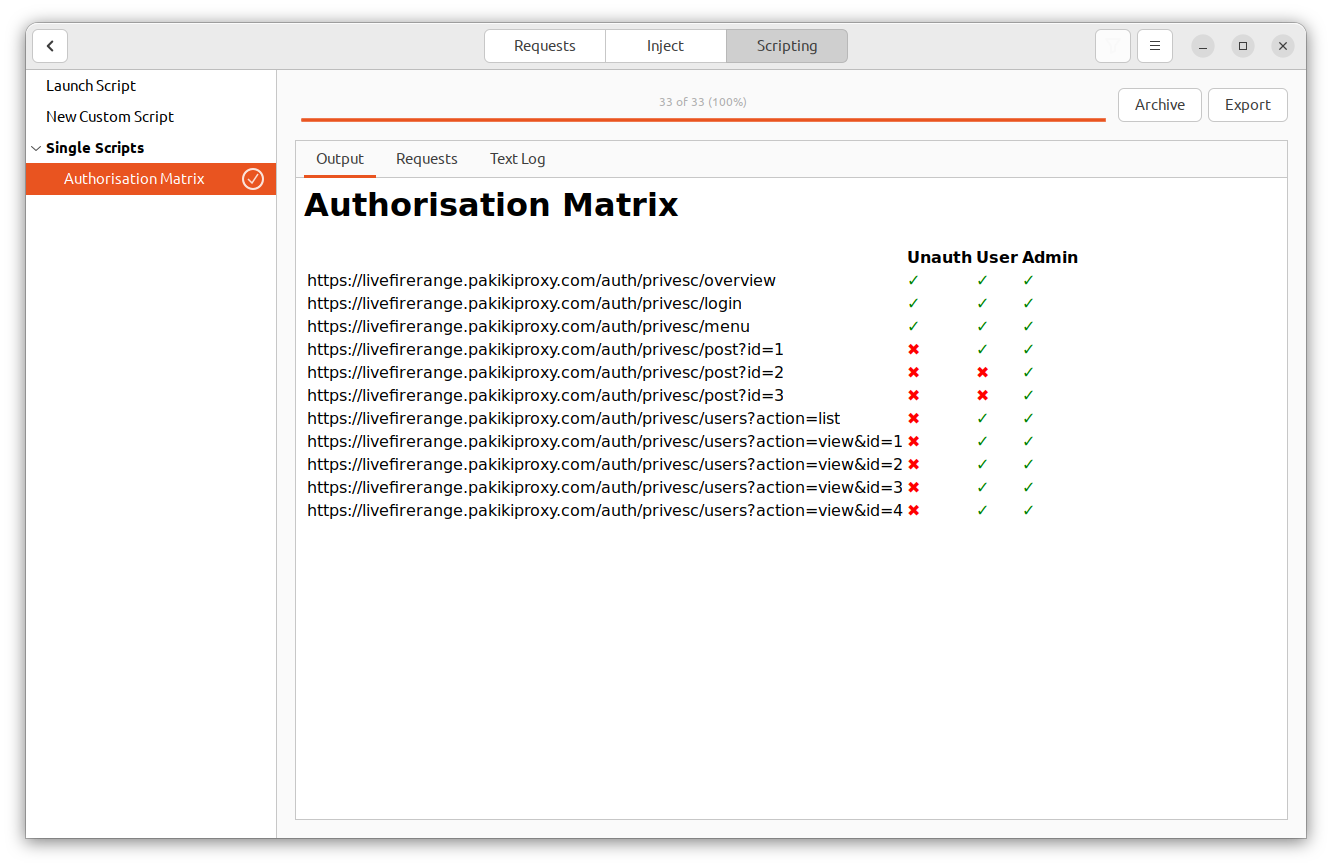 Requests Inject Scripting
Launch Script
New Custom Script
Single Scripts
Authorisation Matrix
33 of 33 (100%)
Archive Export
Output Requests Text Log
Authorisation Matrix
Unauth User Admin
https://livefirerange.pakikiproxy.com/auth/privesc/overview ✓ ✓ ✓
https://livefirerange.pakikiproxy.com/auth/privesc/login ✓ ✓ ✓
https://livefirerange.pakikiproxy.com/auth/privesc/menu ✓ ✓ ✓
https://livefirerange.pakikiproxy.com/auth/privesc/post?id=1 ✖ ✓ ✓
https://livefirerange.pakikiproxy.com/auth/privesc/post?id=2 ✖ ✖ ✓
https://livefirerange.pakikiproxy.com/auth/privesc/post?id=3 ✖ ✖ ✓
https://livefirerange.pakikiproxy.com/auth/privesc/users?action=list ✖ ✓ ✓
https://livefirerange.pakikiproxy.com/auth/privesc/users?action=view&id=1 ✖ ✓ ✓
https://livefirerange.pakikiproxy.com/auth/privesc/users?action=view&id=2 ✖ ✓ ✓
https://livefirerange.pakikiproxy.com/auth/privesc/users?action=view&id=3 ✖ ✓ ✓
https://livefirerange.pakikiproxy.com/auth/privesc/users?action=view&id=4 ✖ ✓ ✓